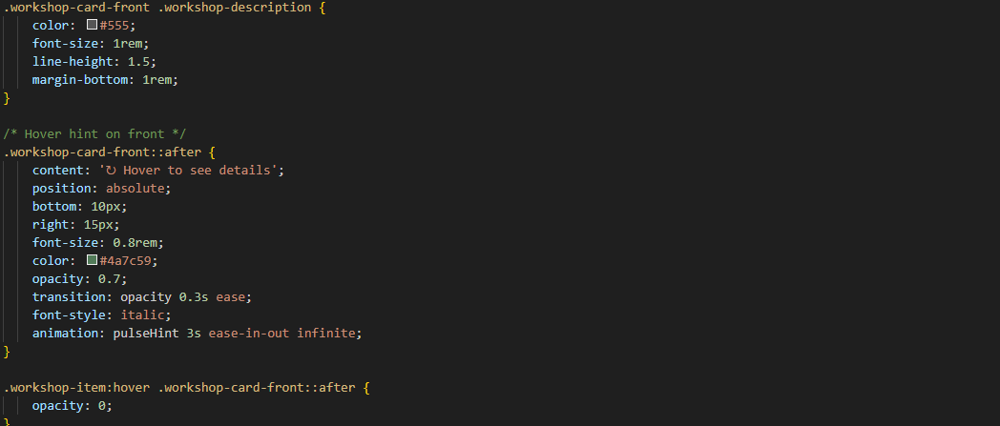 .workshop-card-front .workshop-description {
    color: #555;
    font-size: 1rem;
    line-height: 1.5;
    margin-bottom: 1rem;
}

/* Hover hint on front */
.workshop-card-front::after {
    content: '↻ Hover to see details';
    position: absolute;
    bottom: 10px;
    right: 15px;
    font-size: 0.8rem;
    color: #4a7c59;
    opacity: 0.7;
    transition: opacity 0.3s ease;
    font-style: italic;
    animation: pulseHint 3s ease-in-out infinite;
}

.workshop-item:hover .workshop-card-front::after {
    opacity: 0;
}